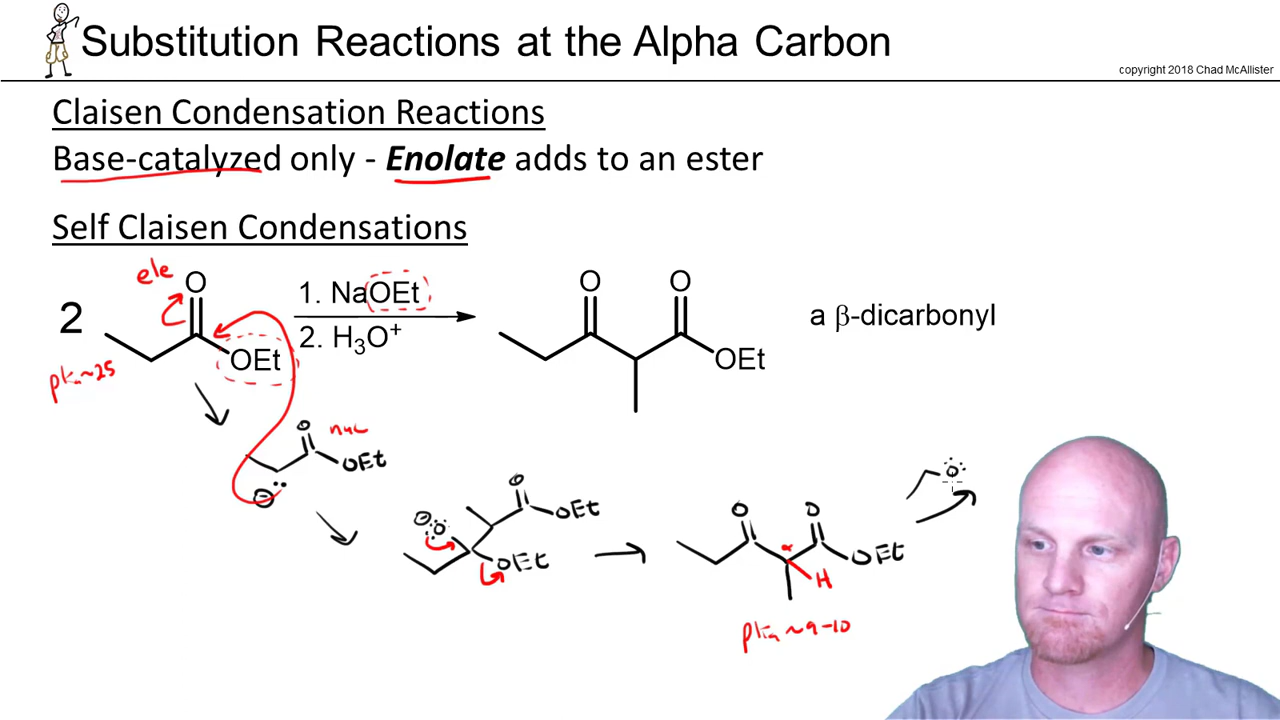 Substitution Reactions at the Alpha Carbon
copyright 2018 Chad McAllister
Claisen Condensation Reactions
Base-catalyzed only - Enolate adds to an ester
Self Claisen Condensations
ele
O
2
OEt
pka~25
1. NaOEt
2. H₃O⁺
O
O
OEt
a β-dicarbonyl
O
nuc
OEt
⊖
O
OEt
⊖
O
OEt
O
O
α
OEt
H
pka ~9-10
O